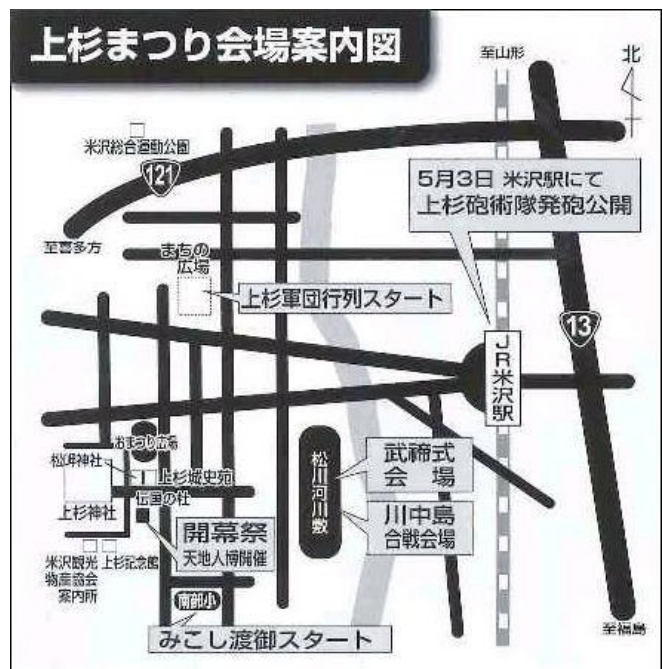 上杉まつり会場案内図
至山形
北
米沢総合運動公園
121
5月3日 米沢駅にて
上杉砲術隊発砲公開
至喜多方
まちの
広場
上杉軍団行列スタート
13
JR米沢駅
おまつり広場
松岬神社
上杉城史苑
伝国の杜
上杉神社
開幕祭
天地人博開催
松川河川敷
武禘式
会場
川中島
合戦会場
米沢観光
物産協会
案内所
上杉記念館
南部小
みこし渡御スタート
至福島